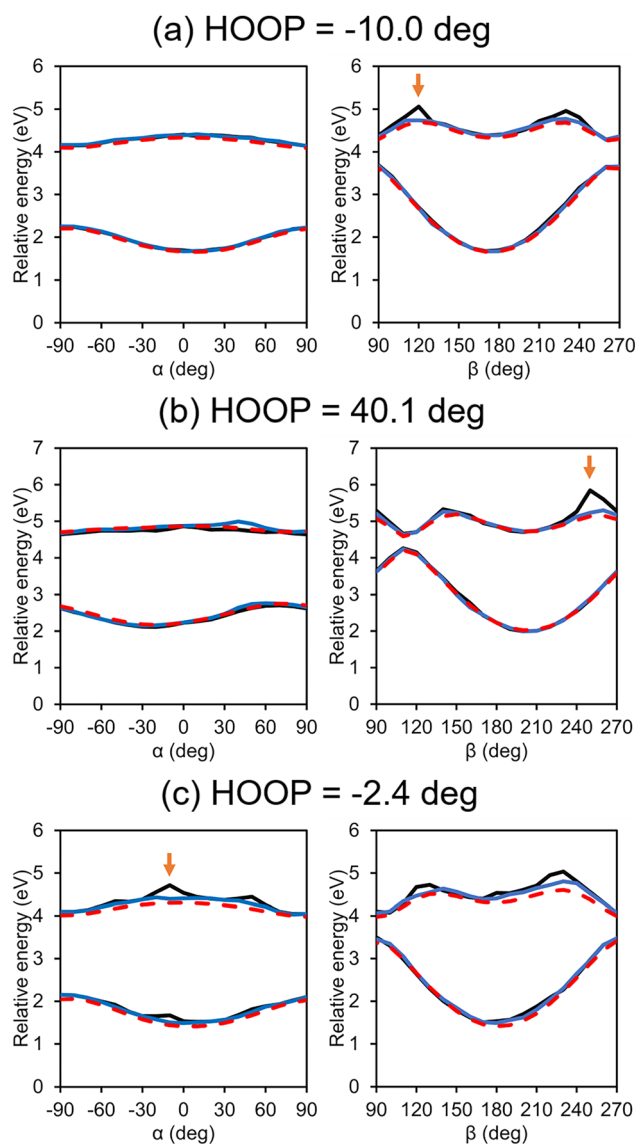 (a) HOOP = -10.0 deg
Relative energy (eV)
6
5
4
3
2
1
0
-90 -60 -30 0 30 60 90
α (deg)
Relative energy (eV)
6
5
4
3
2
1
0
90 120 150 180 210 240 270
β (deg)
(b) HOOP = 40.1 deg
Relative energy (eV)
7
6
5
4
3
2
1
0
-90 -60 -30 0 30 60 90
α (deg)
Relative energy (eV)
7
6
5
4
3
2
1
0
90 120 150 180 210 240 270
β (deg)
(c) HOOP = -2.4 deg
Relative energy (eV)
6
5
4
3
2
1
0
-90 -60 -30 0 30 60 90
α (deg)
Relative energy (eV)
6
5
4
3
2
1
0
90 120 150 180 210 240 270
β (deg)